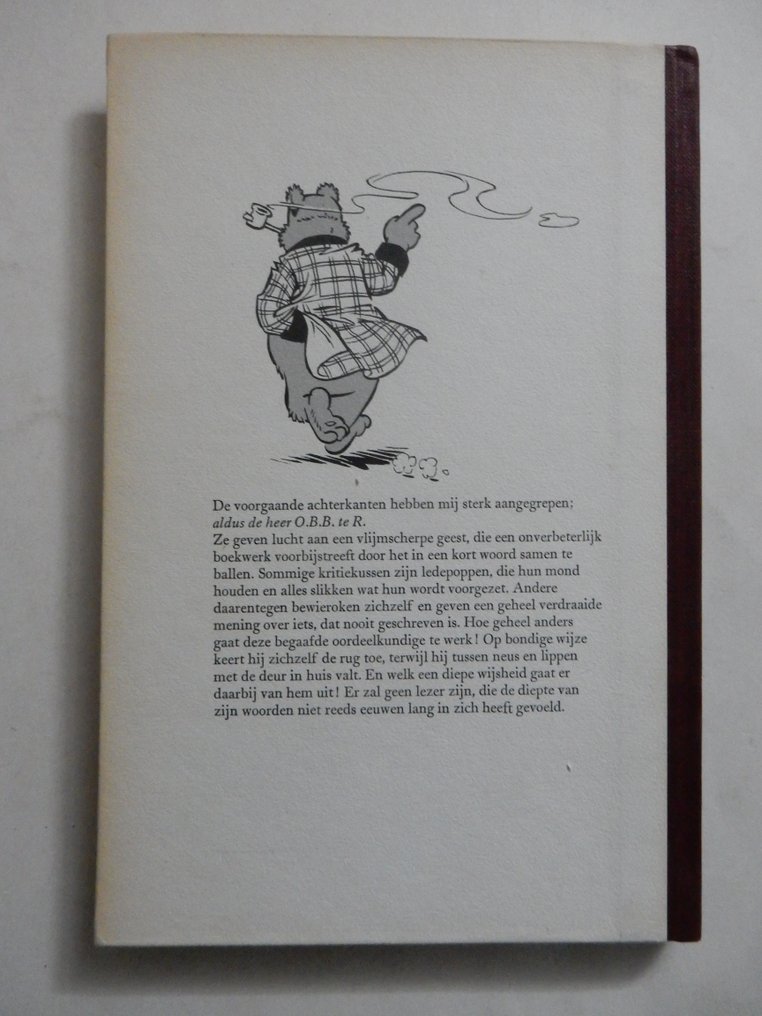 De voorgaande achterkanten hebben mij sterk aangegrepen;
aldus de heer O.B.B. te R.
Ze geven lucht aan een vlijmscherpe geest, die een onverbeterlijk
boekwerk voorbijstreeft door het in een kort woord samen te
ballen. Sommige kritiekussen zijn ledepoppen, die hun mond
houden en alles slikken wat hun wordt voorgezet. Andere
daarentegen bewieroken zichzelf en geven een geheel verdraaide
mening over iets, dat nooit geschreven is. Hoe geheel anders
gaat deze begaafde oordeelkundige te werk! Op bondige wijze
keert hij zichzelf de rug toe, terwijl hij tussen neus en lippen
met de deur in huis valt. En welk een diepe wijsheid gaat er
daarbij van hem uit! Er zal geen lezer zijn, die de diepte van
zijn woorden niet reeds eeuwen lang in zich heeft gevoeld.